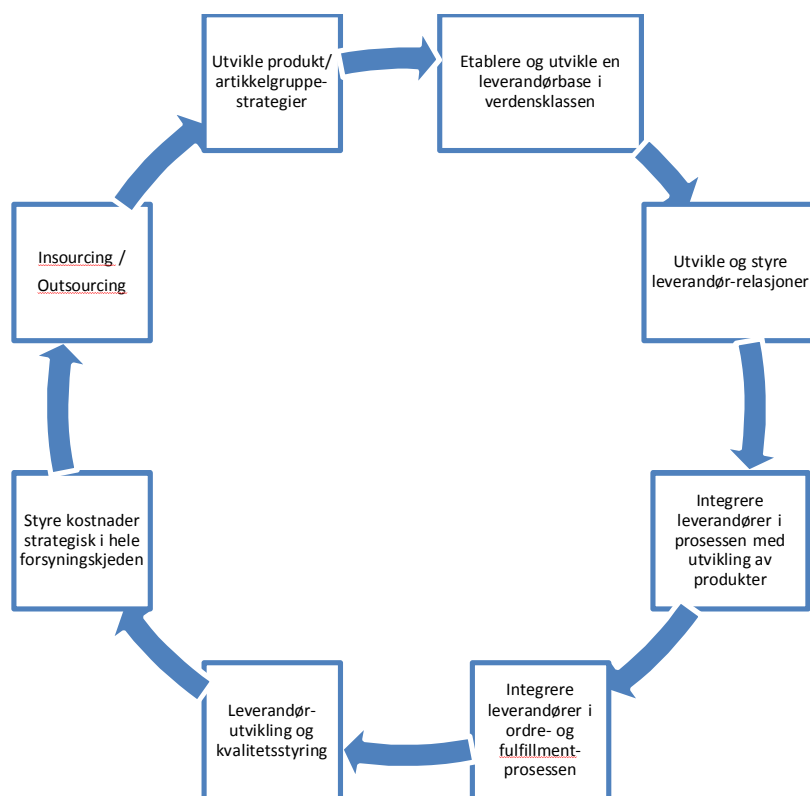 Utvikle produkt/
artikkelgruppe-
strategier
Etablere og utvikle en
leverandørbase i
verdensklassen
Utvikle og styre
leverandør-relasjoner
Integrere
leverandører i
prosessen med
utvikling av
produkter
Integrere
leverandører i
ordre- og
fulfillment-
prosessen
Leverandør-
utvikling og
kvalitetsstyring
Styre kostnader
strategisk i hele
forsyningskjeden
Insourcing /
Outsourcing